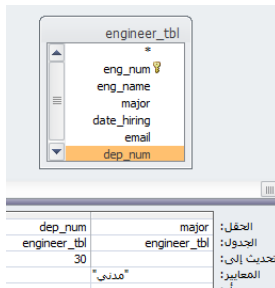 engineer_tbl
*
eng_num
eng_name
major
date_hiring
email
dep_num
الحقل: major dep_num
الجدول: engineer_tbl engineer_tbl
تحديث إلى: 30
المعايير: "مدني"